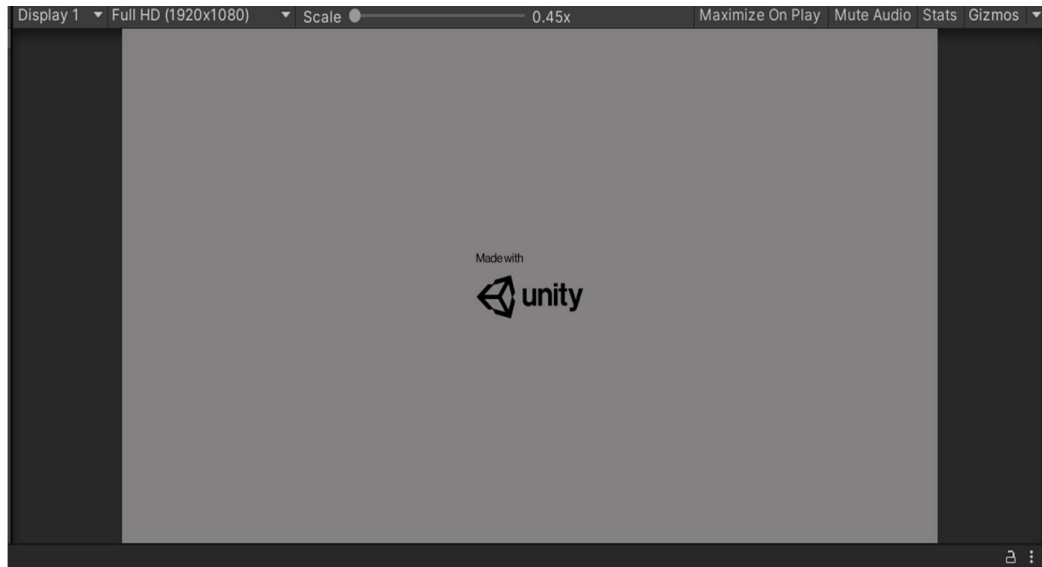 Display 1 Full HD (1920x1080) Scale 0.45x Maximize On Play Mute Audio Stats Gizmos
Made with
unity